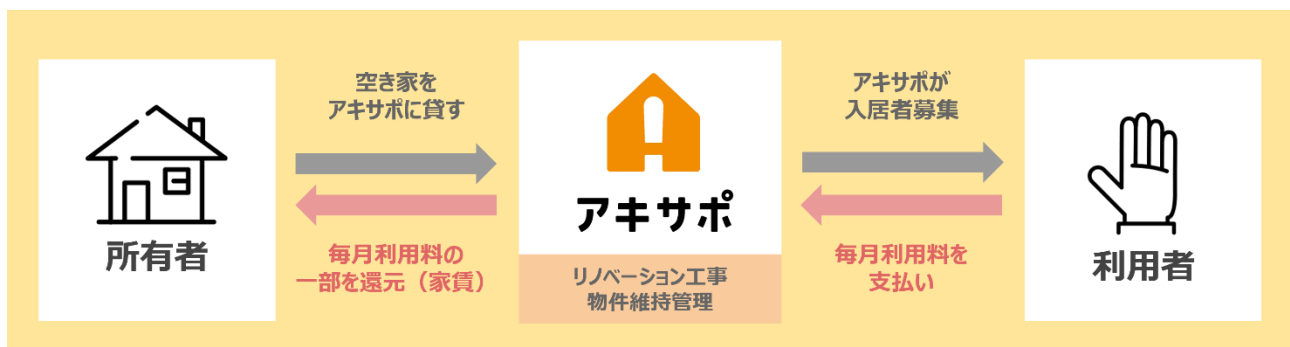 所有者
空き家を
アキサポに貸す
毎月利用料の
一部を還元（家賃）
アキサポ
リノベーション工事
物件維持管理
アキサポが
入居者募集
毎月利用料を
支払い
利用者